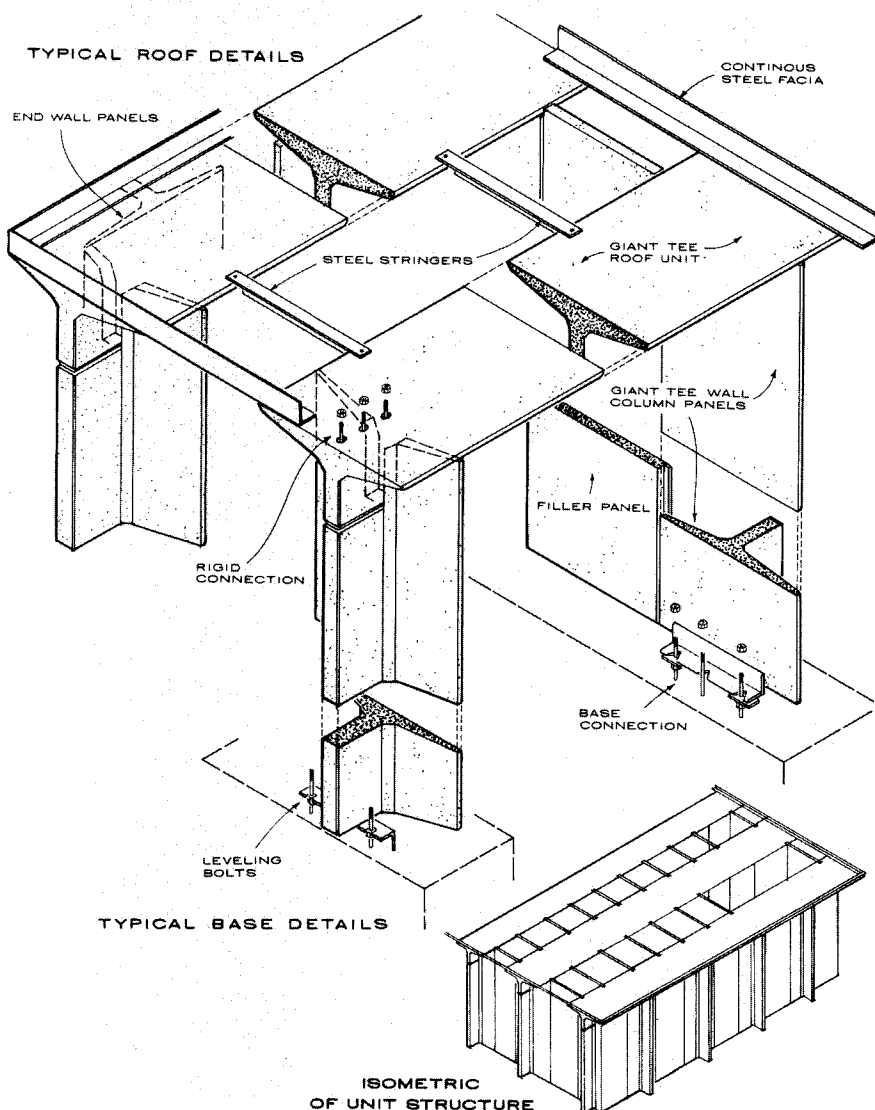 TYPICAL ROOF DETAILS
CONTINOUS
STEEL FACIA
END WALL PANELS
STEEL STRINGERS
GIANT TEE
ROOF UNIT
GIANT TEE WALL
COLUMN PANELS
FILLER PANEL
RIGID
CONNECTION
BASE
CONNECTION
LEVELING
BOLTS
TYPICAL BASE DETAILS
ISOMETRIC
OF UNIT STRUCTURE